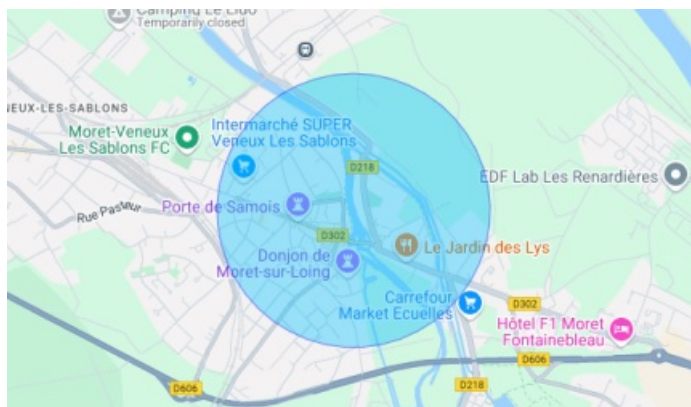 Camping Le Lido
Temporarily closed
NEUX-LES-SABLONS
Moret-Veneux
Les Sablons FC
Intermarché SUPER
Veneux Les Sablons
D218
EDF Lab Les Renardières
Rue Pasteur
Porte de Samois
D302
Le Jardin des Lys
Donjon de
Moret-sur-Loing
Carrefour
Market Ecuelles
D302
Hôtel F1 Moret
Fontainebleau
D606
D606
D218